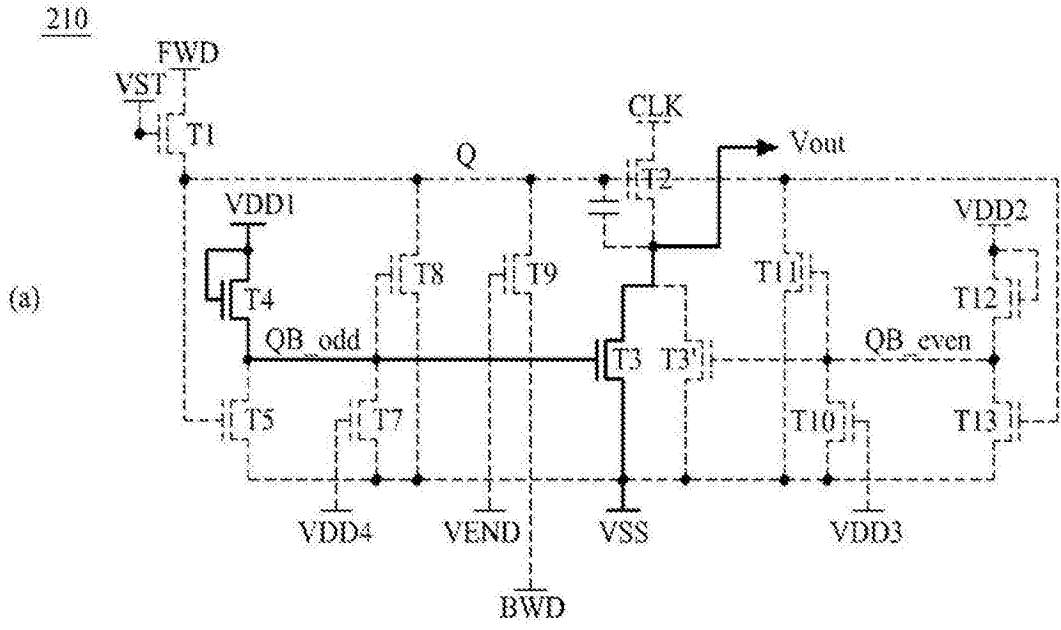 210
FWD
VST
T1
CLK
Q
T2
Vout
VDD1
VDD2
T8
T9
T11
T12
(a)
T4
QB_odd
QB_even
T3
T3'
T5
T7
T10
T13
VDD4
VEND
VSS
VDD3
BWD